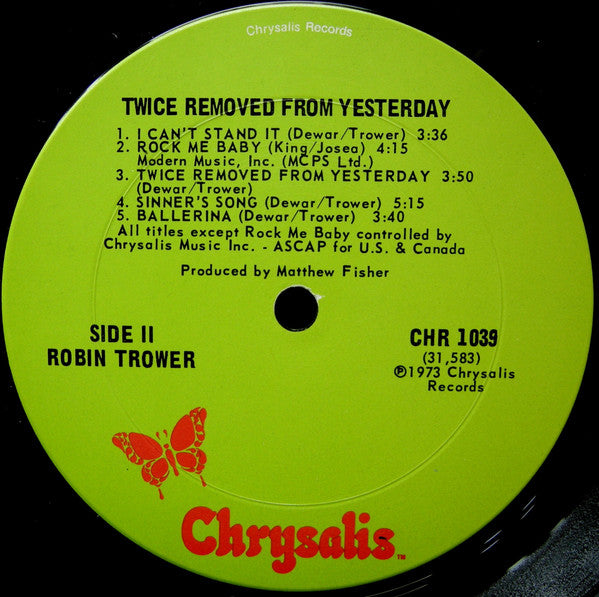 Chrysalis Records
TWICE REMOVED FROM YESTERDAY
1. I CAN'T STAND IT (Dewar/Trower) 3:36
2. ROCK ME BABY (King/Josea) 4:15
Modern Music, Inc. (MCPS Ltd.)
3. TWICE REMOVED FROM YESTERDAY 3:50
(Dewar/Trower)
4. SINNER'S SONG (Dewar/Trower) 5:15
5. BALLERINA (Dewar/Trower) 3:40
All titles except Rock Me Baby controlled by
Chrysalis Music Inc. - ASCAP for U.S. & Canada
Produced by Matthew Fisher
SIDE II
ROBIN TROWER
CHR 1039
(31,583)
℗1973 Chrysalis
Records
Chrysalis™